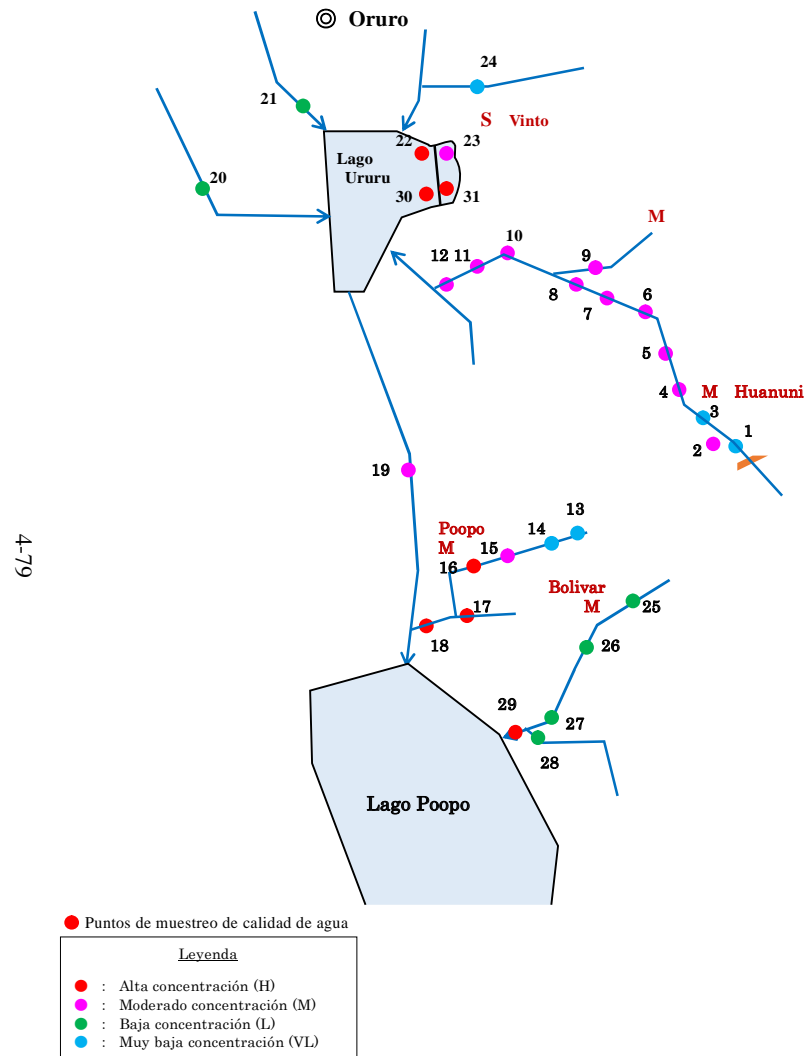 Oruro
24
21
S Vinto
22
23
Lago
Ururu
20
30
31
M
10
12
11
9
8
7
6
5
4
M Huanuni
3
1
2
19
13
Poopo
M
14
15
16
Bolivar
M
25
17
18
26
29
27
28
4-79
Lago Poopo
Puntos de muestreo de calidad de agua
Leyenda
: Alta concentración (H)
: Moderado concentración (M)
: Baja concentración (L)
: Muy baja concentración (VL)